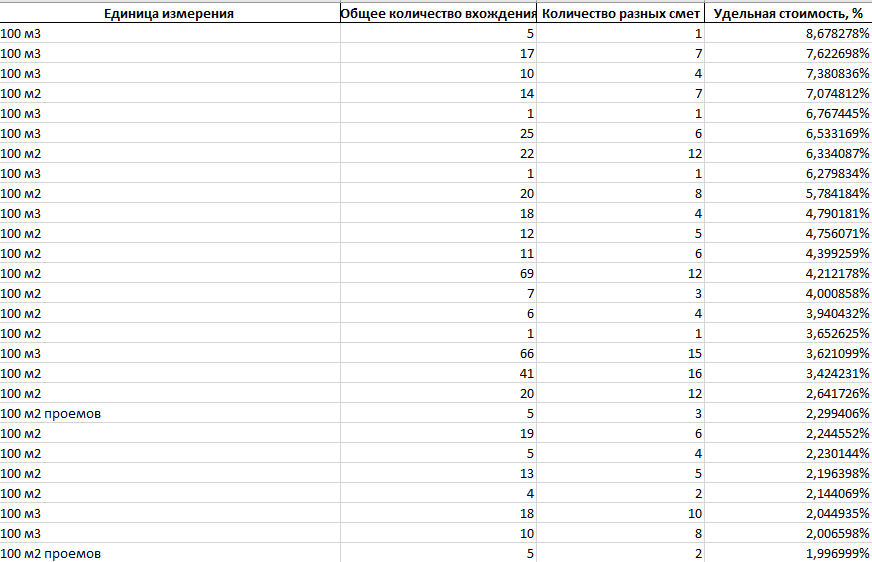 Единица измерения Общее количество вхождения Количество разных смет Удельная стоимость, %
100 м3 5 1 8,678278%
100 м3 17 7 7,622698%
100 м3 10 4 7,380836%
100 м2 14 7 7,074812%
100 м3 1 1 6,767445%
100 м3 25 6 6,533169%
100 м2 22 12 6,334087%
100 м3 1 1 6,279834%
100 м2 20 8 5,784184%
100 м3 18 4 4,790181%
100 м2 12 5 4,756071%
100 м2 11 6 4,399259%
100 м2 69 12 4,212178%
100 м2 7 3 4,000858%
100 м2 6 4 3,940432%
100 м2 1 1 3,652625%
100 м3 66 15 3,621099%
100 м2 41 16 3,424231%
100 м2 20 12 2,641726%
100 м2 проемов 5 3 2,299406%
100 м2 19 6 2,244552%
100 м2 5 4 2,230144%
100 м2 13 5 2,196398%
100 м2 4 2 2,144069%
100 м3 18 10 2,044935%
100 м3 10 8 2,006598%
100 м2 проемов 5 2 1,996999%